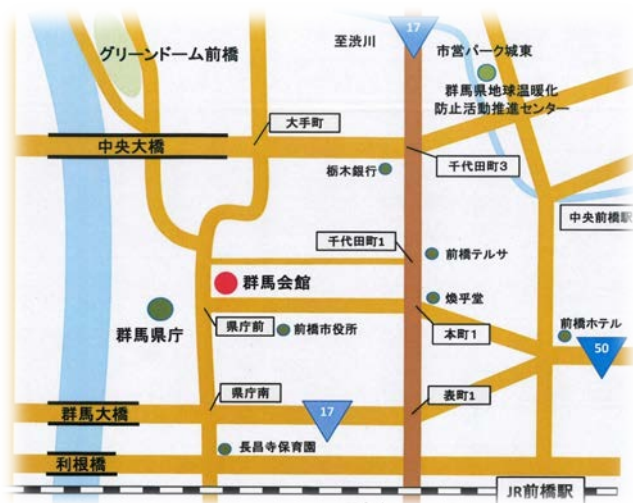 グリーンドーム前橋
至渋川
17
市営パーク城東
群馬県地球温暖化
防止活動推進センター
大手町
中央大橋
千代田町3
栃木銀行
中央前橋駅
千代田町1
前橋テルサ
群馬会館
煥乎堂
群馬県庁
県庁前
前橋市役所
本町1
前橋ホテル
50
県庁南
群馬大橋
17
表町1
長昌寺保育園
利根橋
JR前橋駅